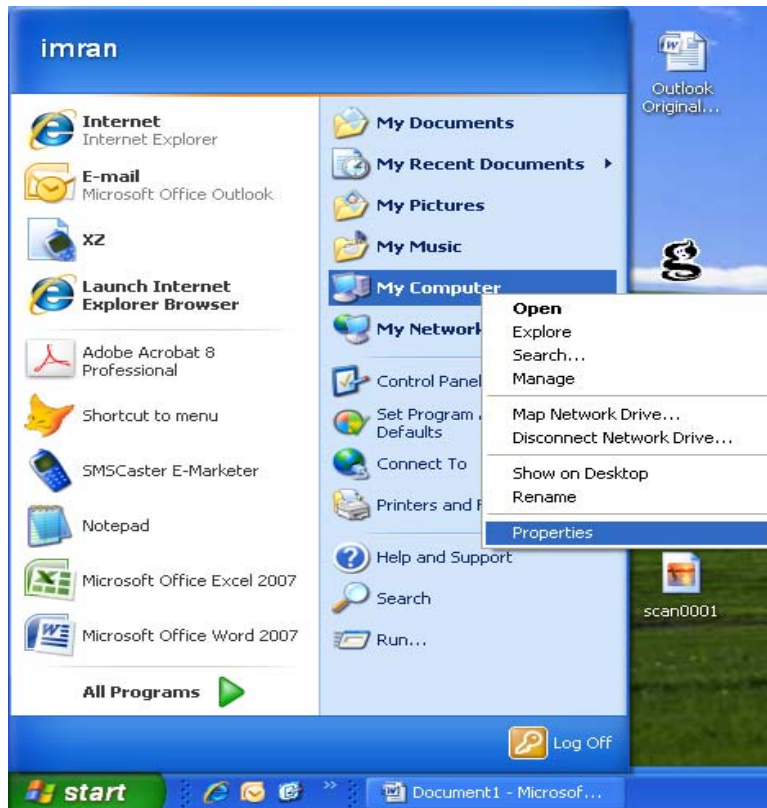 imran
Internet
Internet Explorer
E-mail
Microsoft Office Outlook
XZ
Launch Internet
Explorer Browser
Adobe Acrobat 8
Professional
Shortcut to menu
SMSCaster E-Marketer
Notepad
Microsoft Office Excel 2007
Microsoft Office Word 2007
All Programs
My Documents
My Recent Documents
My Pictures
My Music
My Computer
My Network
Control Panel
Set Program
Defaults
Connect To
Printers and
Help and Support
Search
Run...
Open
Explore
Search...
Manage
Map Network Drive...
Disconnect Network Drive...
Show on Desktop
Rename
Properties
Outlook
Original...
scan0001
Log Off
start
Document1 - Microsof...